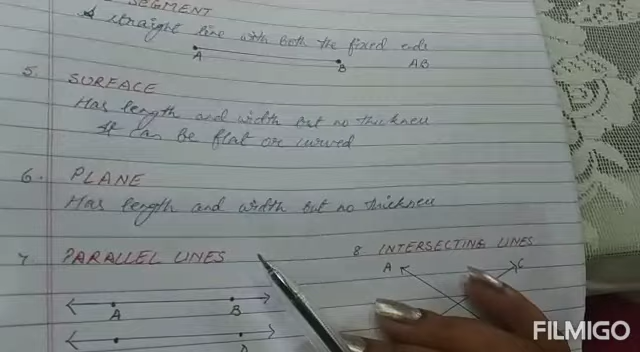 SEGMENT
A straight line with both the fixed ends
A B AB
5. SURFACE
Has length and width but no thickness
It can be flat or curved
6. PLANE
Has length and width but no thickness
7. PARALLEL LINES
A B
8 INTERSECTING LINES
A C
FILMIGO